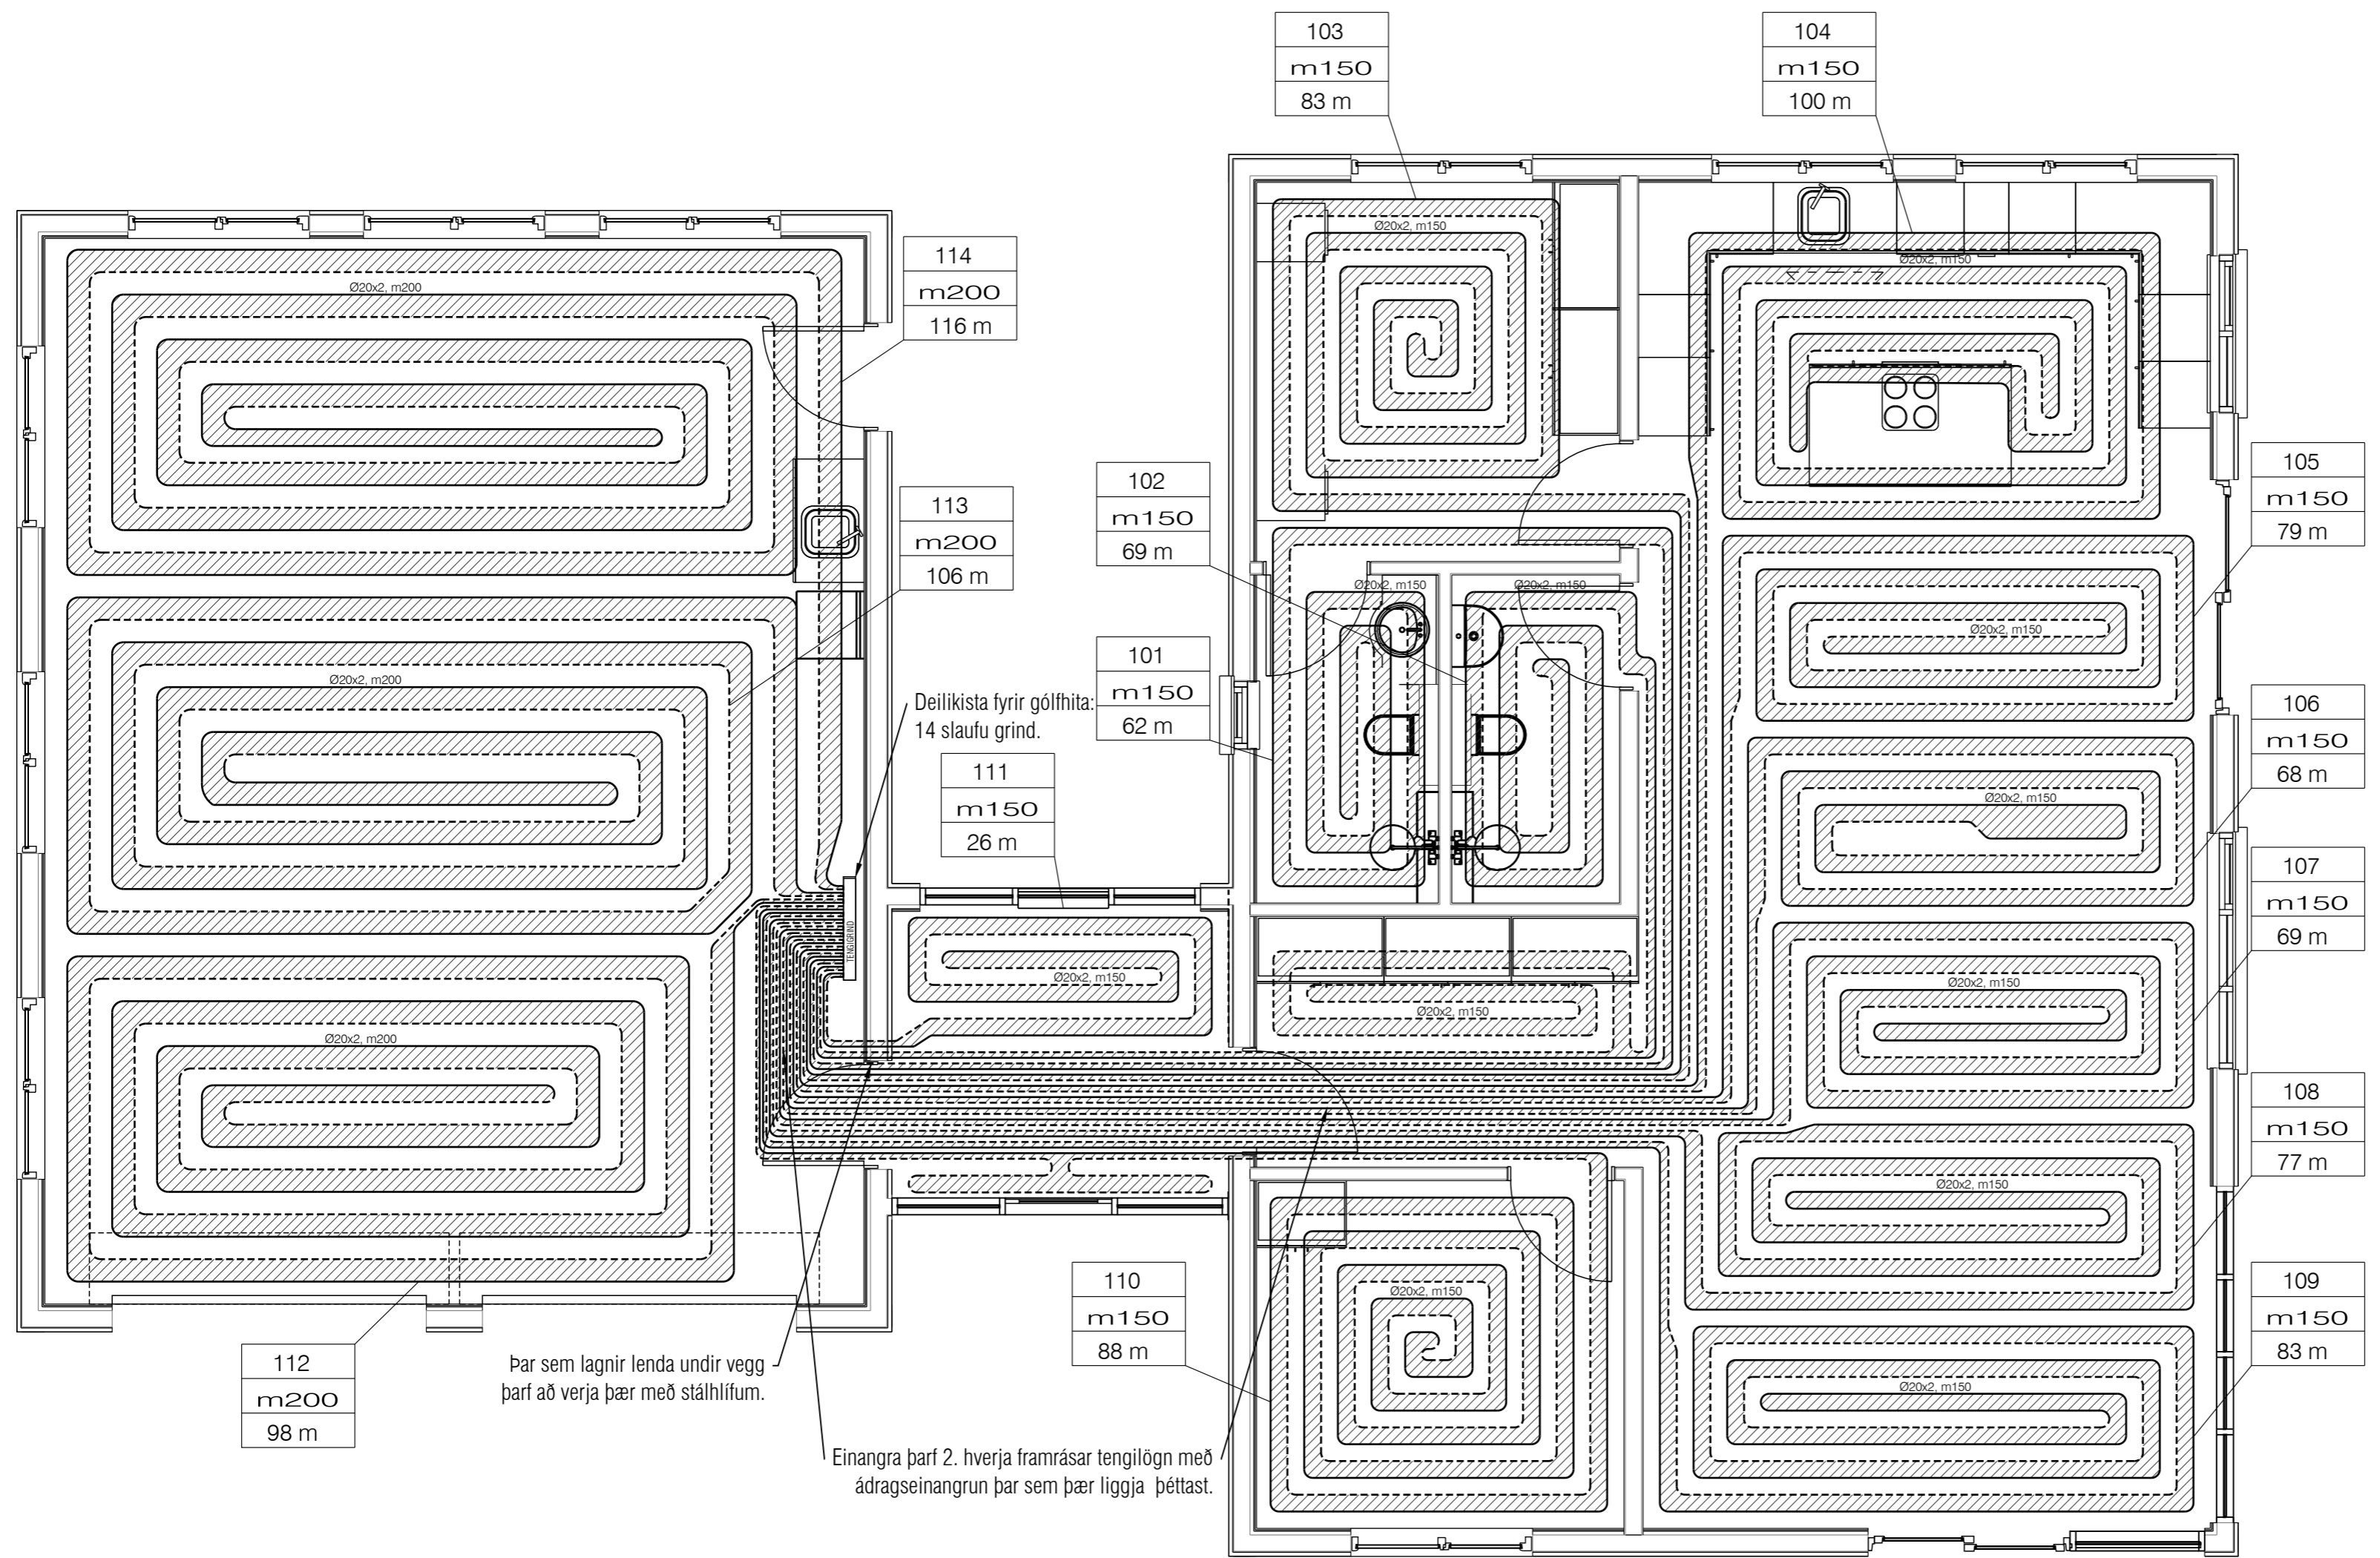 103
m150
83 m
104
m150
100 m
114
m200
116 m
Ø20x2, m200
Ø20x2, m150
Ø20x2, m150
105
m150
79 m
102
m150
69 m
113
m200
106 m
Ø20x2, m150
Ø20x2, m150
Ø20x2, m150
101
m150
62 m
Ø20x2, m200
Deilikista fyrir gólfhita:
14 slaufu grind.
106
m150
68 m
Ø20x2, m150
111
m150
26 m
107
m150
69 m
TENGIGRIND
Ø20x2, m150
Ø20x2, m150
Ø20x2, m150
Ø20x2, m200
108
m150
77 m
Ø20x2, m150
110
m150
88 m
Ø20x2, m150
109
m150
83 m
Ø20x2, m150
112
m200
98 m
Þar sem lagnir lenda undir vegg
þarf að verja þær með stálhlífum.
Einangra þarf 2. hverja framrásar tengilögn með
ádragseinangrun þar sem þær liggja þéttast.